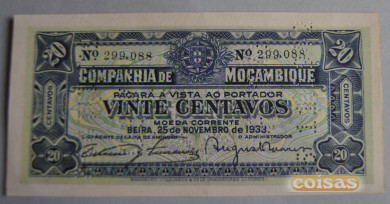 20 Nº 299,088 Nº 299,088 20
COMPANHIA DE MOÇAMBIQUE
CENTAVOS CENTAVOS
PAGARÁ Á VISTA AO PORTADOR
VINTE CENTAVOS
MOEDA CORRENTE
BEIRA, 25 DE NOVEMBRO DE 1933
O ADMINISTRADOR
20 20
coisas